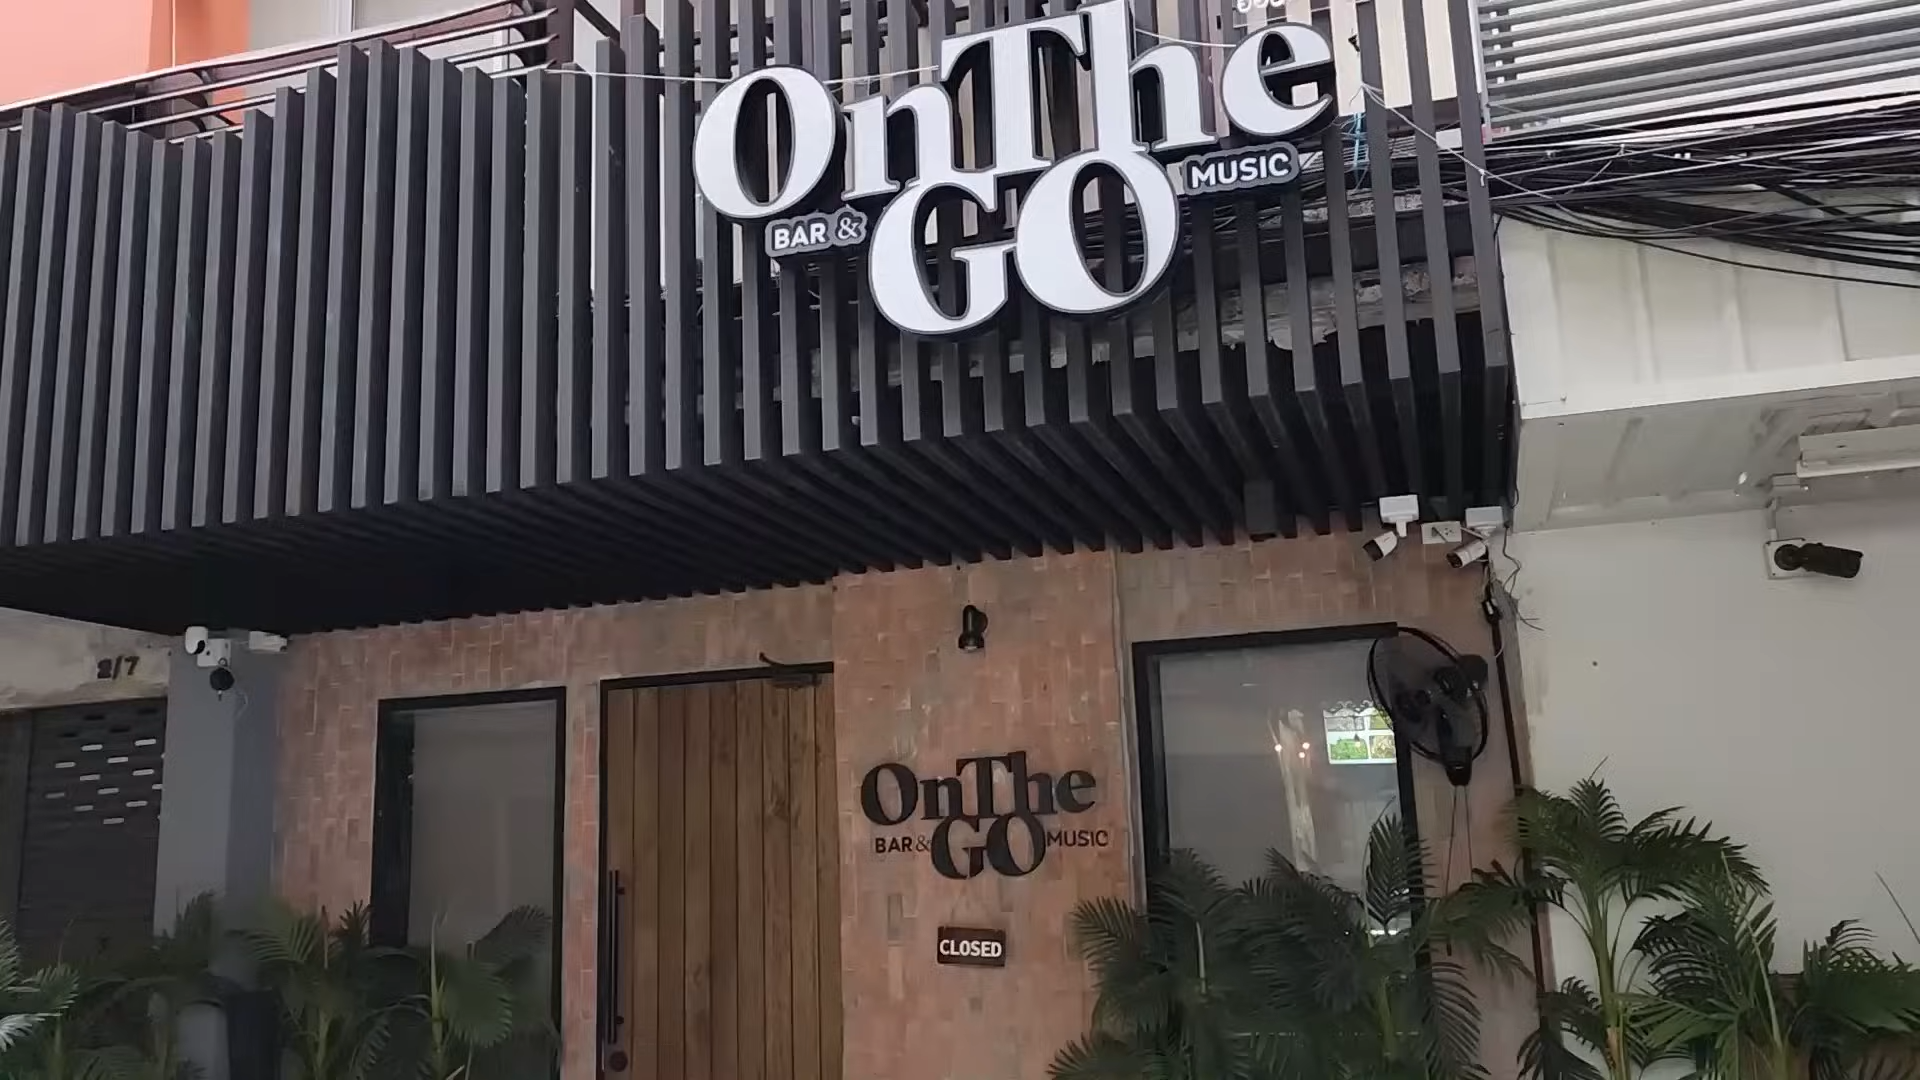 OnThe
BAR & GO MUSIC
2/7
OnThe
BAR & GO MUSIC
CLOSED